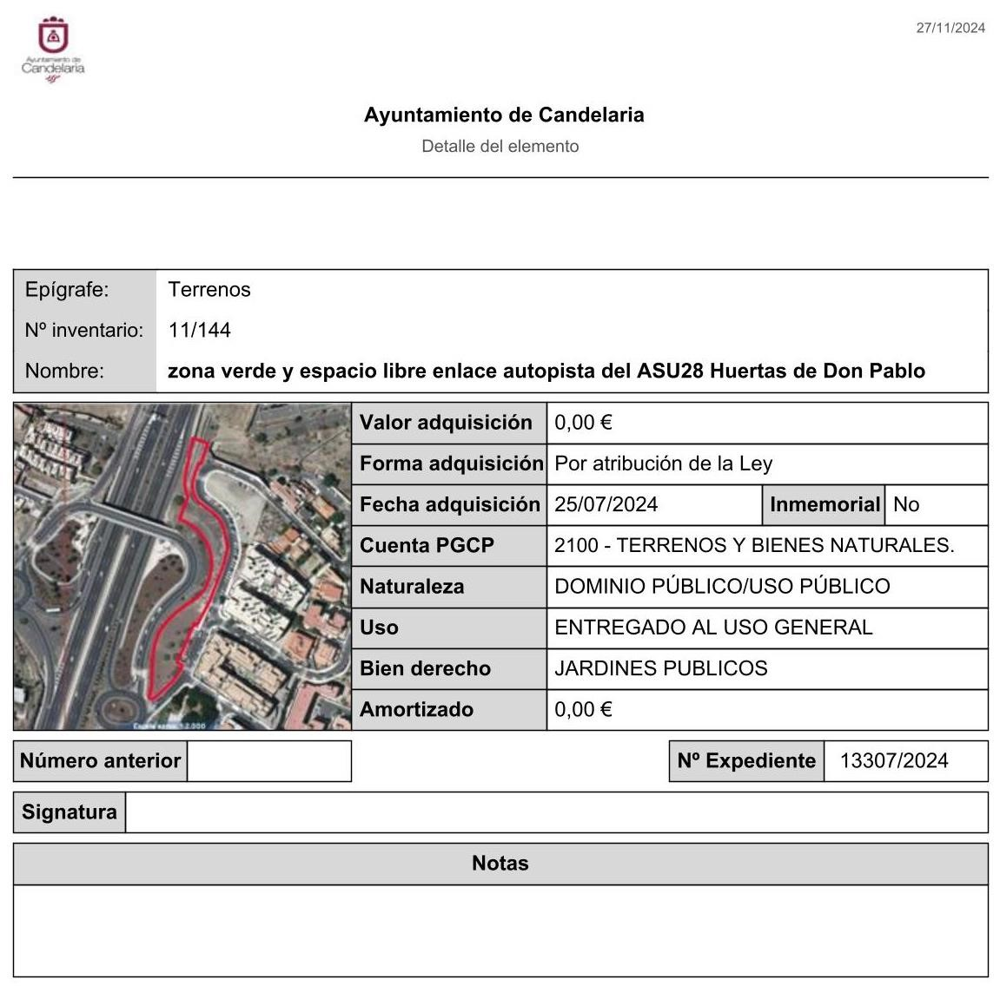 27/11/2024
Ayuntamiento de
Candelaria
Ayuntamiento de Candelaria
Detalle del elemento
Epígrafe: Terrenos
Nº inventario: 11/144
Nombre: zona verde y espacio libre enlace autopista del ASU28 Huertas de Don Pablo
Valor adquisición 0,00 €
Forma adquisición Por atribución de la Ley
Fecha adquisición 25/07/2024 Inmemorial No
Cuenta PGCP 2100 - TERRENOS Y BIENES NATURALES.
Naturaleza DOMINIO PÚBLICO/USO PÚBLICO
Uso ENTREGADO AL USO GENERAL
Bien derecho JARDINES PUBLICOS
Amortizado 0,00 €
Número anterior
Nº Expediente 13307/2024
Signatura
Notas